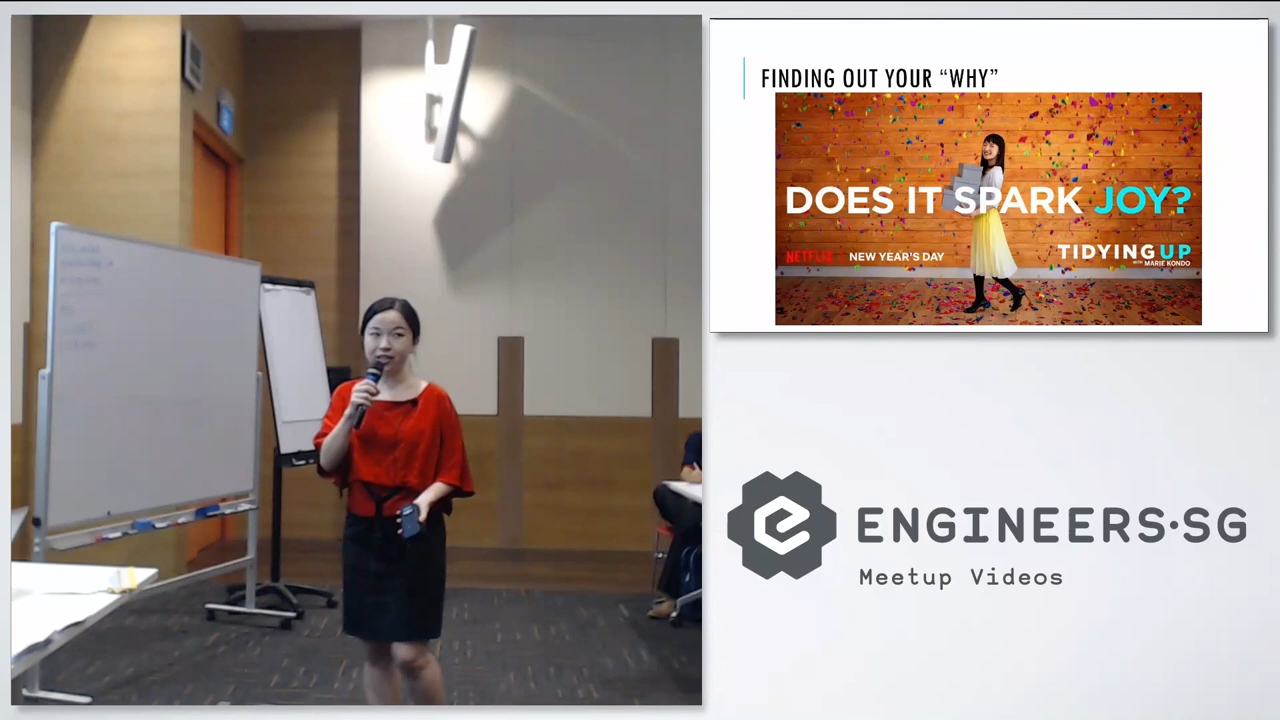 FINDING OUT YOUR “WHY”
DOES IT SPARK JOY?
NETFLIX NEW YEAR'S DAY
TIDYING UP
WITH MARIE KONDO
ENGINEERS·SG
Meetup Videos